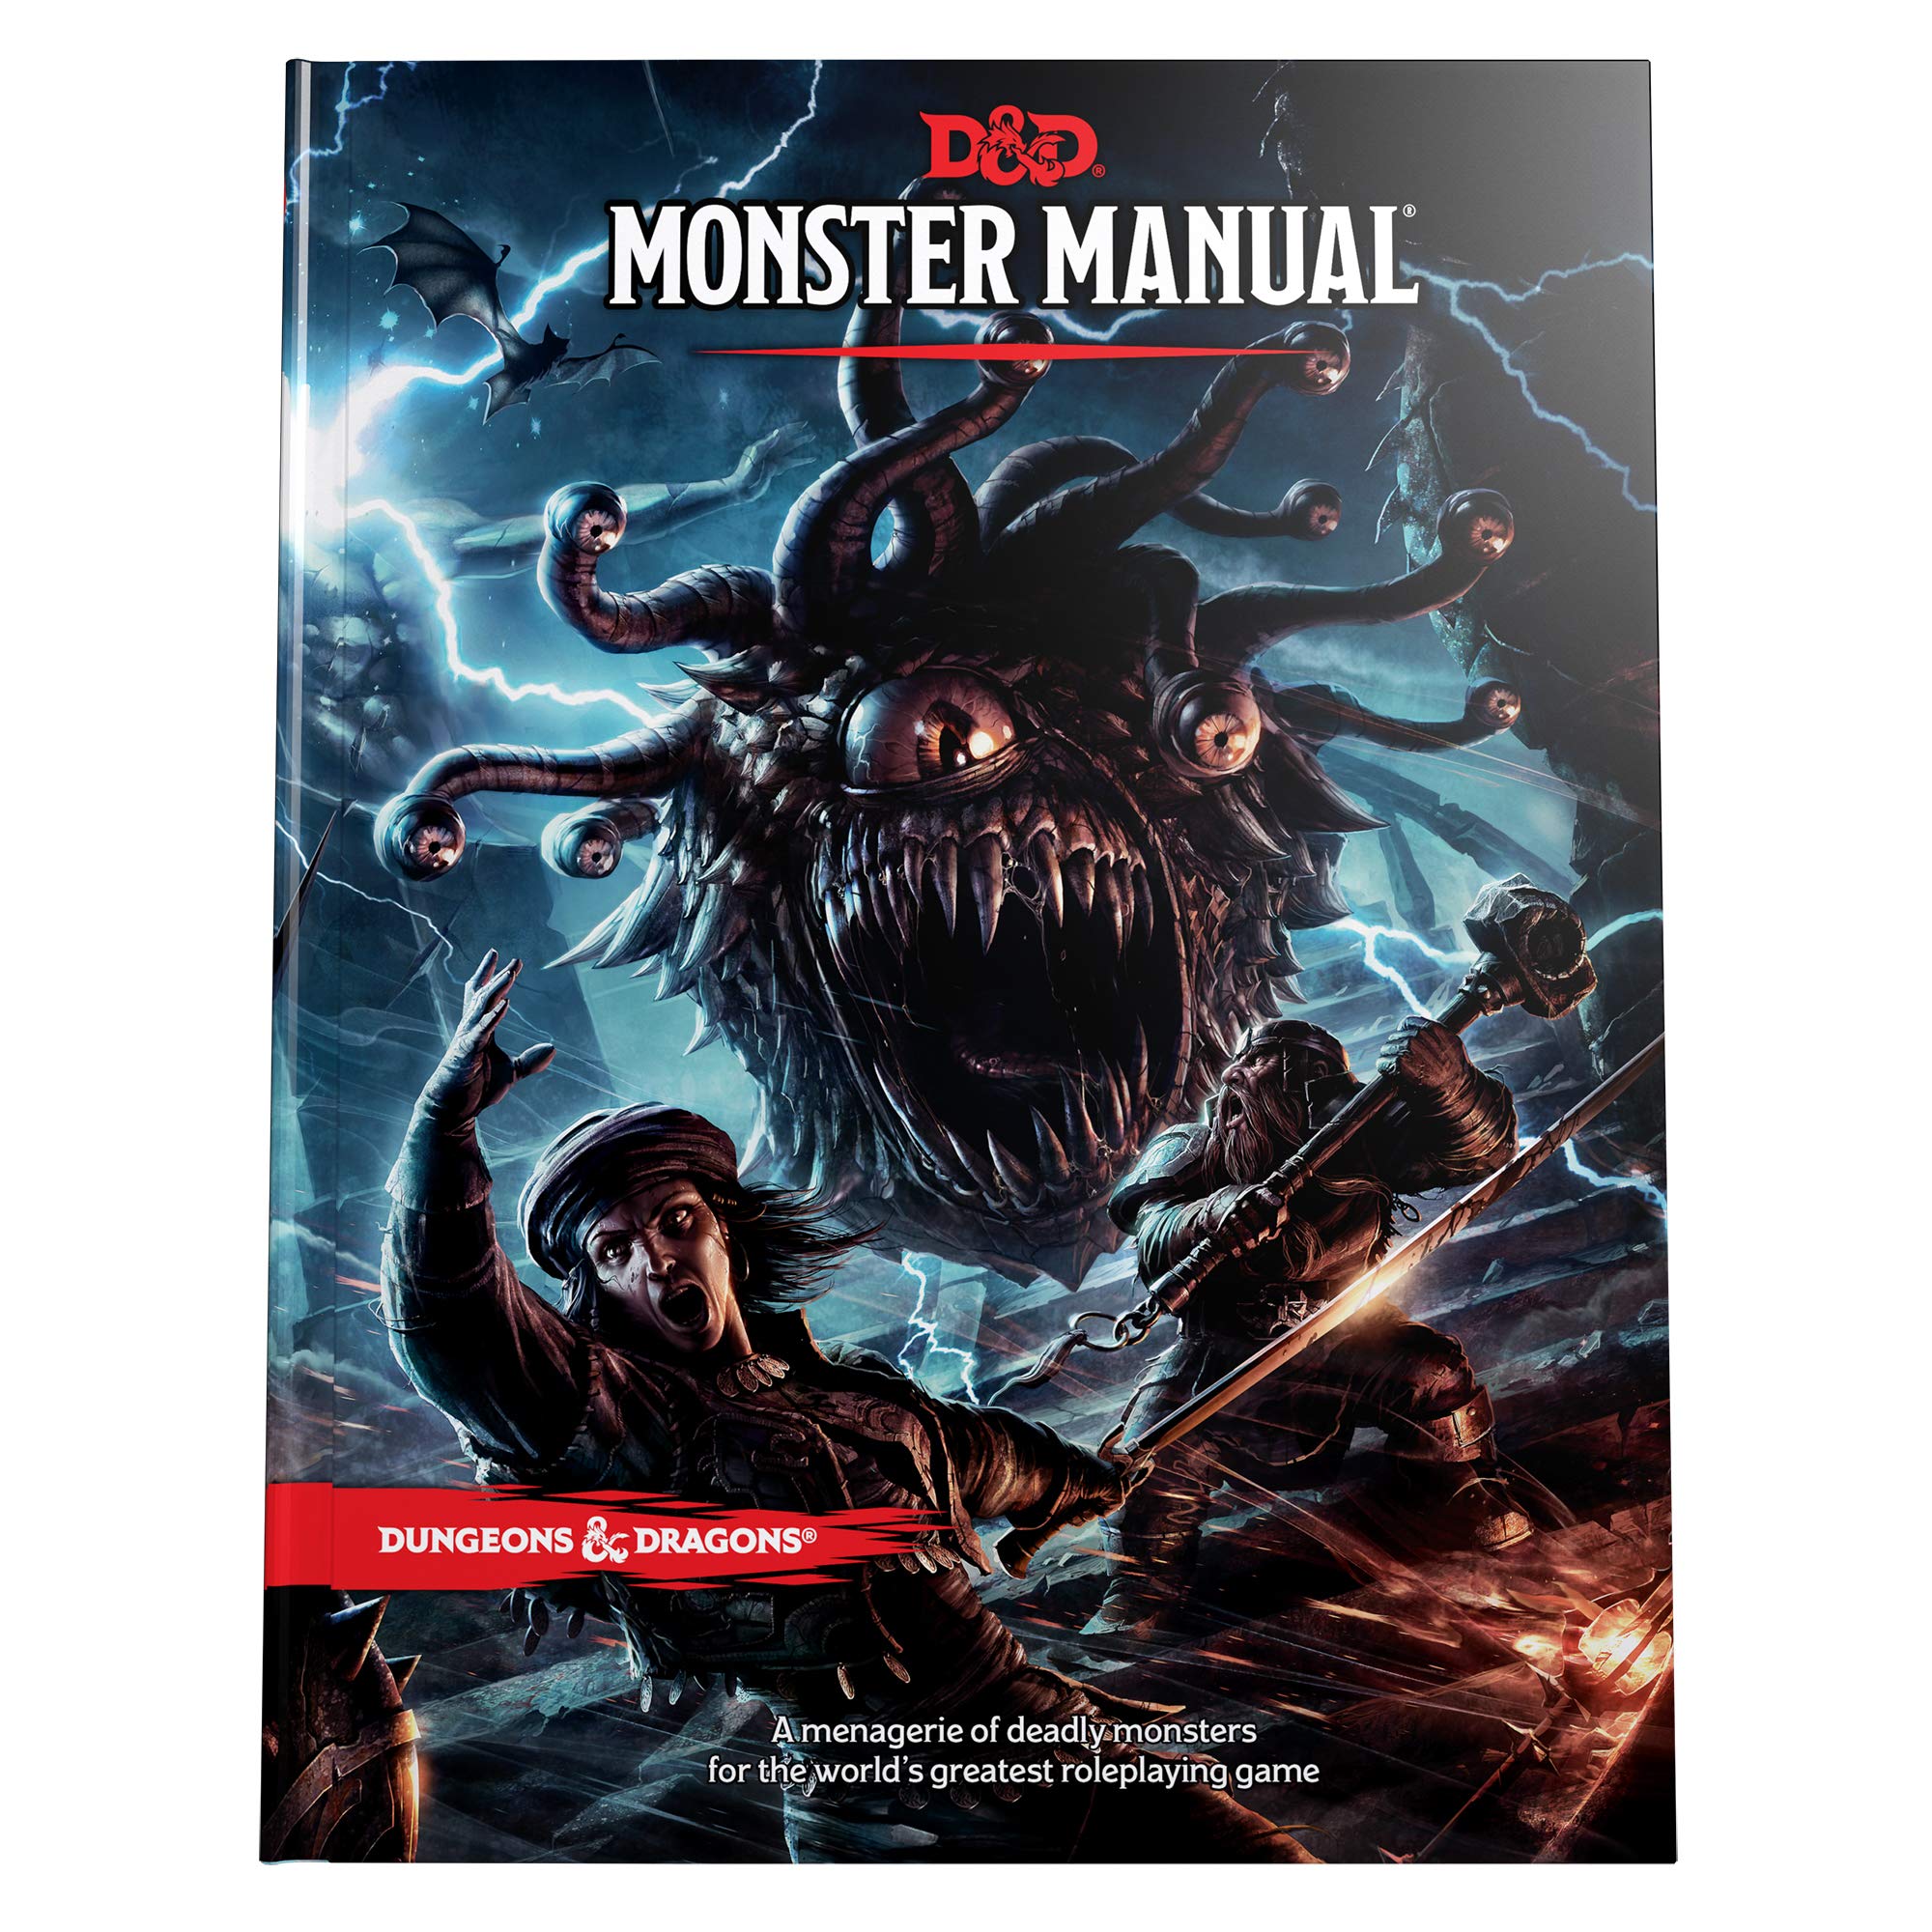 D&D®
MONSTER MANUAL®
DUNGEONS & DRAGONS®
A menagerie of deadly monsters
for the world's greatest roleplaying game